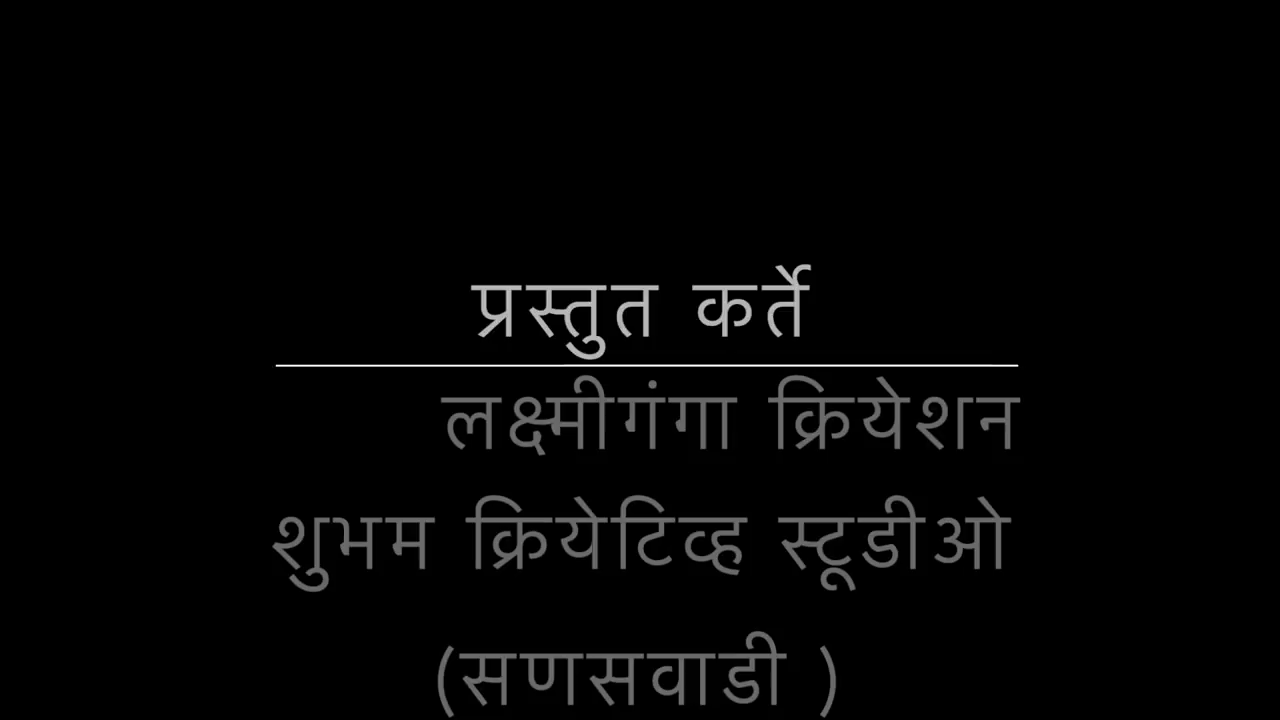 प्रस्तुत कर्ते
लक्ष्मीगंगा क्रियेशन
शुभम क्रियेटिव्ह स्टूडीओ
(सणसवाडी )